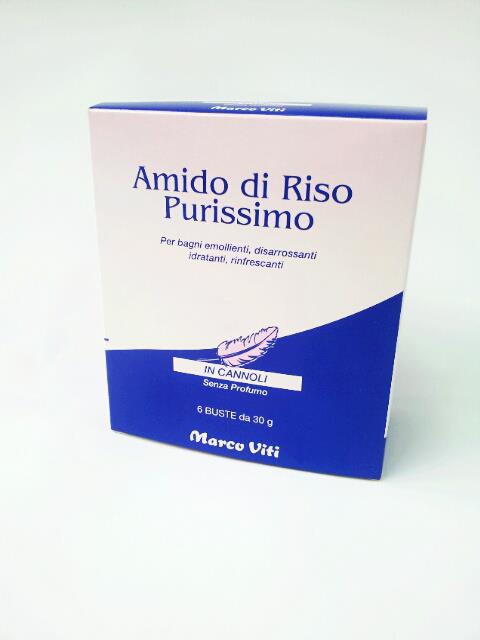 Marco Viti
Amido di Riso
Purissimo
Per bagni emollienti, disarrossanti
idratanti, rinfrescanti
IN CANNOLI
Senza Profumo
6 BUSTE da 30 g
Marco Viti